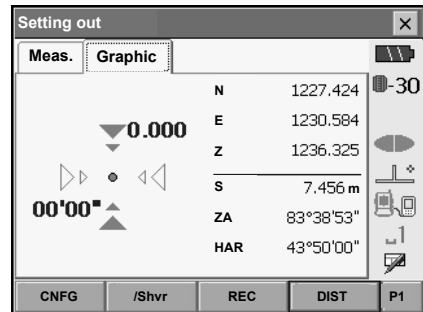 Setting out
Meas. Graphic
N 1227.424
E 1230.584
Z 1236.325
S 7.456 m
ZA 83°38'53"
HAR 43°50'00"
0.000
00'00"
-30
1
CNFG /Shvr REC DIST P1